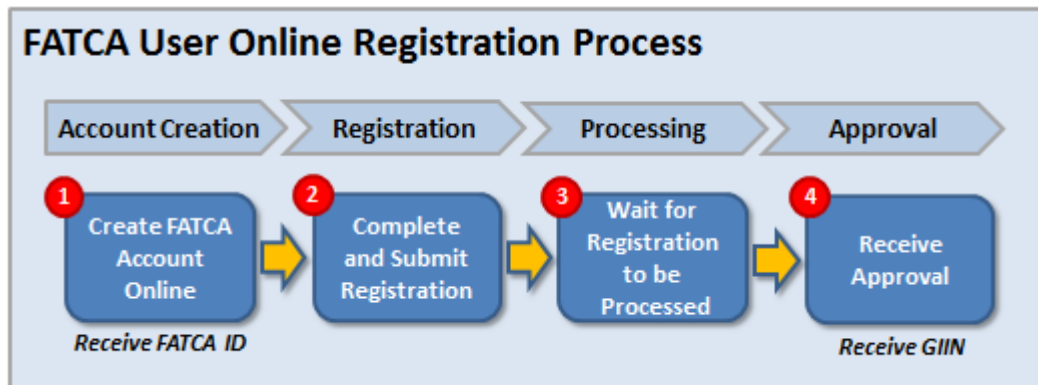 FATCA User Online Registration Process
Account Creation
Registration
Processing
Approval
1
Create FATCA
Account
Online
Receive FATCA ID
2
Complete
and Submit
Registration
3
Wait for
Registration
to be
Processed
4
Receive
Approval
Receive GIIN